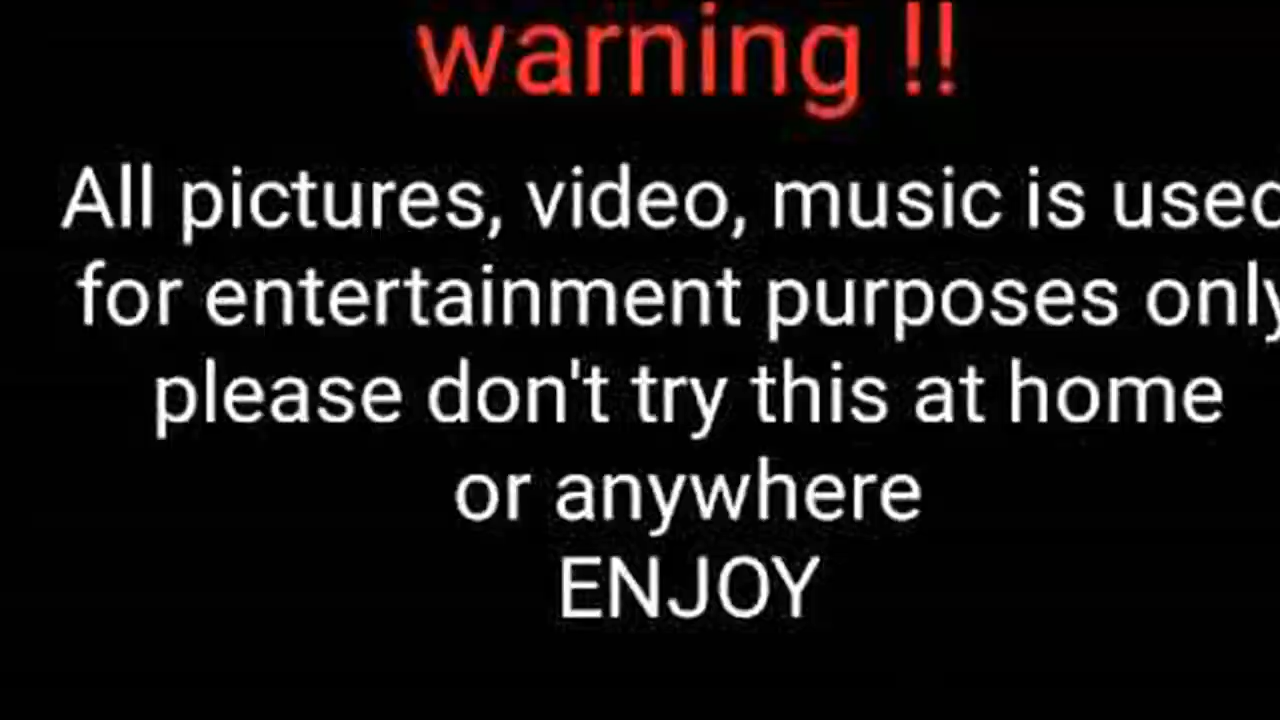 warning !!
All pictures, video, music is used
for entertainment purposes only
please don't try this at home
or anywhere
ENJOY